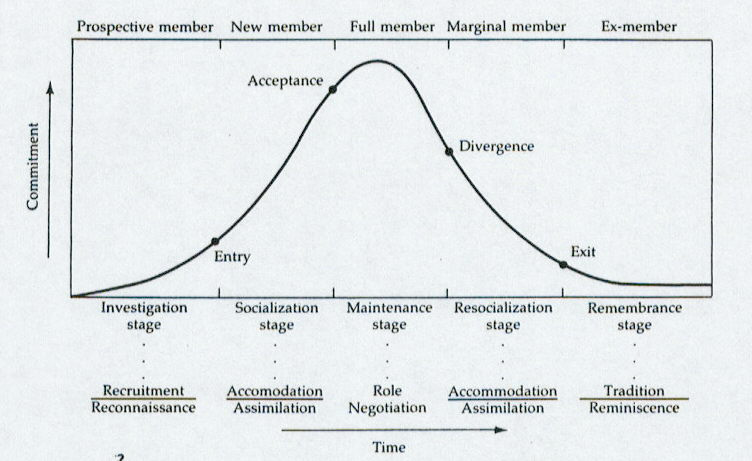 Prospective member New member Full member Marginal member Ex-member
Acceptance
Divergence
Commitment
Entry
Exit
Investigation stage
Socialization stage
Maintenance stage
Resocialization stage
Remembrance stage
Recruitment
Reconnaissance
Accomodation
Assimilation
Role
Negotiation
Accommodation
Assimilation
Tradition
Reminiscence
Time
?